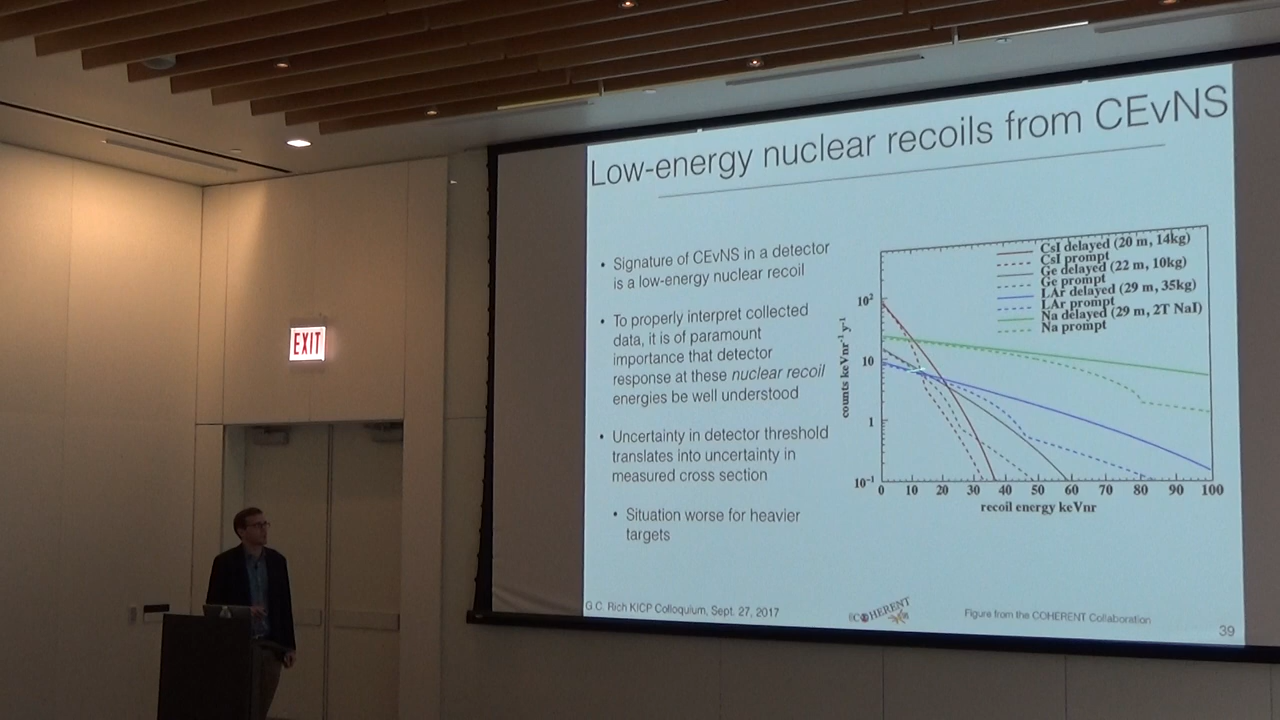 Low-energy nuclear recoils from CEvNS
• Signature of CEvNS in a detector
is a low-energy nuclear recoil
• To properly interpret collected
data, it is of paramount
importance that detector
response at these nuclear recoil
energies be well understood
• Uncertainty in detector threshold
translates into uncertainty in
measured cross section
• Situation worse for heavier
targets
CsI delayed (20 m, 14kg)
CsI prompt
Ge delayed (22 m, 10kg)
Ge prompt
LAr delayed (29 m, 35kg)
LAr prompt
Na delayed (29 m, 2T NaI)
Na prompt
counts keVnr⁻¹ y⁻¹
10²
10
1
10⁻¹
0 10 20 30 40 50 60 70 80 90 100
recoil energy keVnr
EXIT
G.C. Rich KICP Colloquium, Sept. 27, 2017
COHERENT
Figure from the COHERENT Collaboration
39